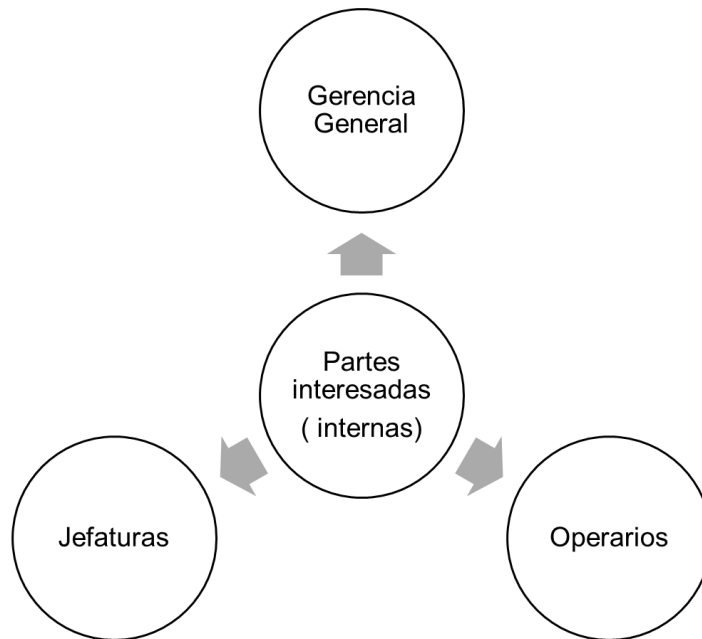 Gerencia
General
Partes
interesadas
( internas)
Jefaturas
Operarios